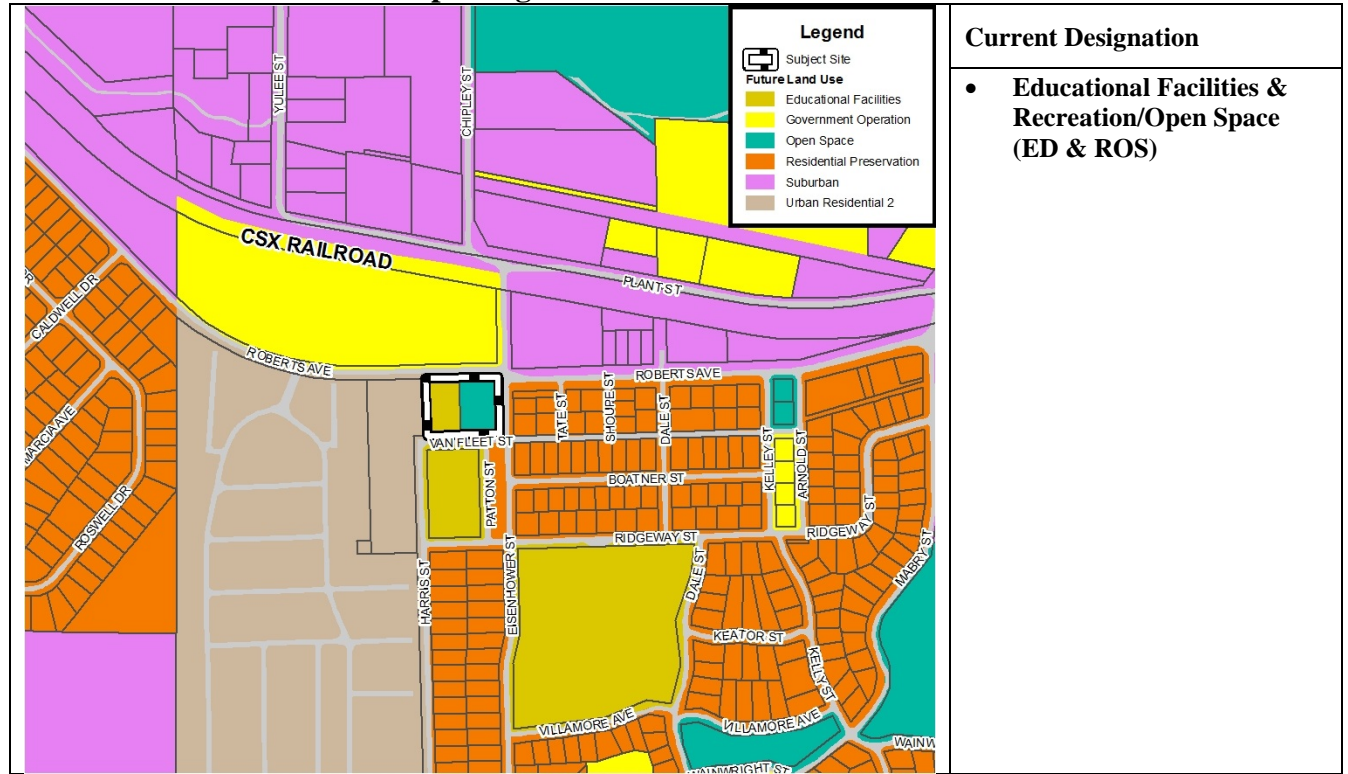 Legend
Subject Site
Future Land Use
Educational Facilities
Government Operation
Open Space
Residential Preservation
Suburban
Urban Residential 2
Current Designation
• Educational Facilities &
Recreation/Open Space
(ED & ROS)
YULEE ST
CHIPLEY ST
CSX RAILROAD
PLANT ST
CALDWELL DR
ROBERTS AVE
ROBERTS AVE
MARCIA AVE
VAN FLEET ST
TATE ST
SHOUPE ST
DALE ST
KELLEY ST
ARNOLD ST
PATTON ST
BOATNER ST
ROSWELL DR
RIDGEWAY ST
RIDGEWAY ST
MABRY ST
HARRIS ST
EISENHOWER ST
DALE ST
KEATOR ST
KELLY ST
VILLAMORE AVE
VILLAMORE AVE
WAINW
WAINWRIGHT ST